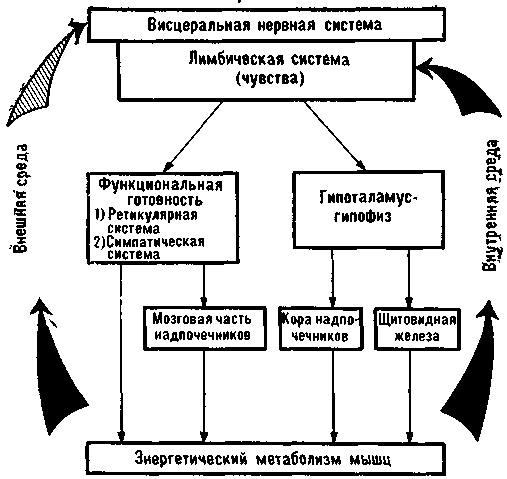 Висцеральная нервная система
Лимбическая система
(чувства)
Внешняя среда
Внутренняя среда
Функциональная
готовность
1) Ретикулярная
система
2) Симпатическая
система
Гипоталамус-
гипофиз
Мозговая часть
надпочечников
Кора надпо-
чечников
Щитовидная
железа
Энергетический метаболизм мышц